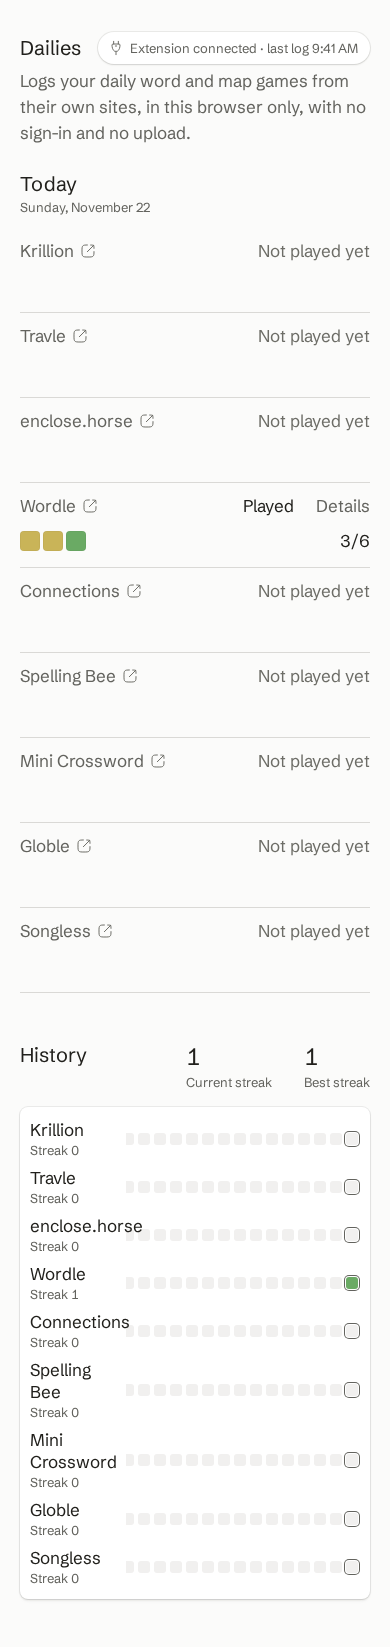 Dailies
Extension connected · last log 9:41 AM
Logs your daily word and map games from
their own sites, in this browser only, with no
sign-in and no upload.
Today
Sunday, November 22
Krillion Not played yet
Travle Not played yet
enclose.horse Not played yet
Wordle Played Details
3/6
Connections Not played yet
Spelling Bee Not played yet
Mini Crossword Not played yet
Globle Not played yet
Songless Not played yet
History 1 1
Current streak Best streak
Krillion
Streak 0
Travle
Streak 0
enclose.horse
Streak 0
Wordle
Streak 1
Connections
Streak 0
Spelling
Bee
Streak 0
Mini
Crossword
Streak 0
Globle
Streak 0
Songless
Streak 0